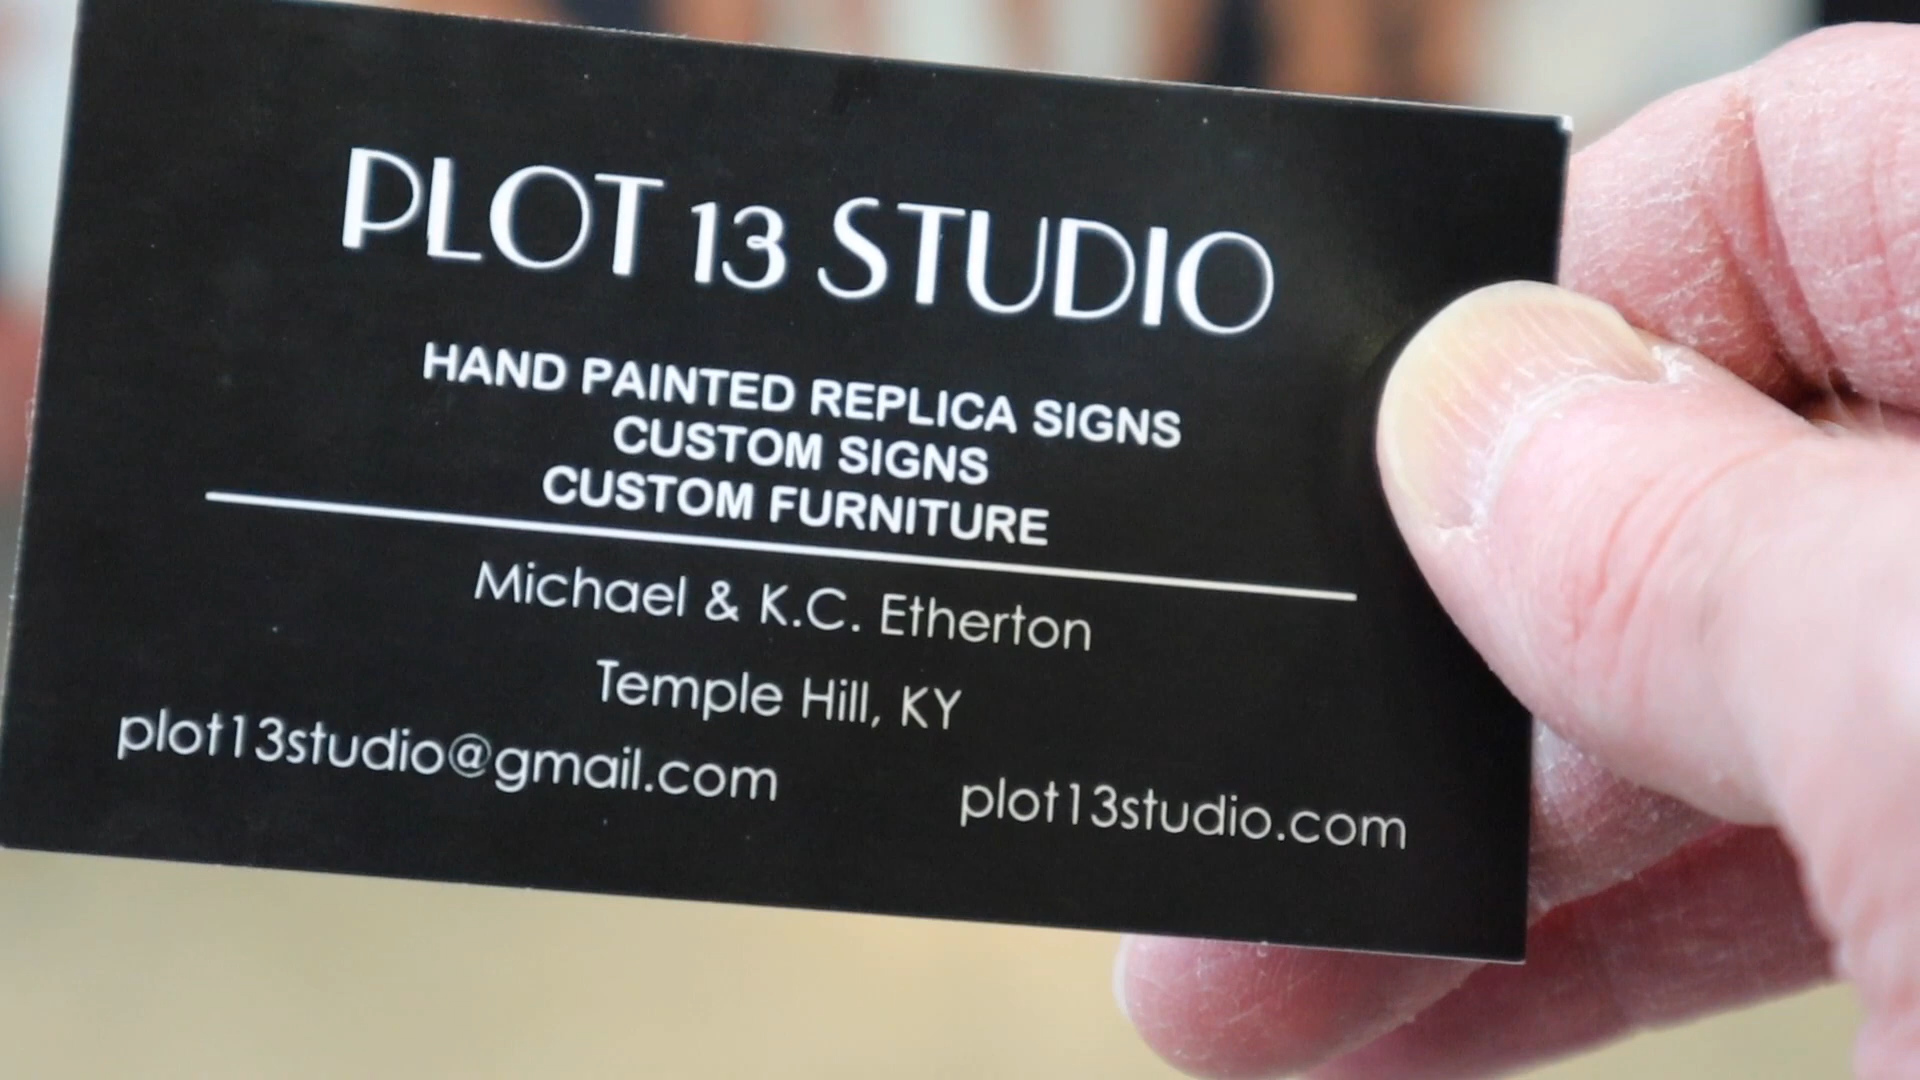 PLOT 13 STUDIO
HAND PAINTED REPLICA SIGNS
CUSTOM SIGNS
CUSTOM FURNITURE
Michael & K.C. Etherton
Temple Hill, KY
plot13studio@gmail.com
plot13studio.com